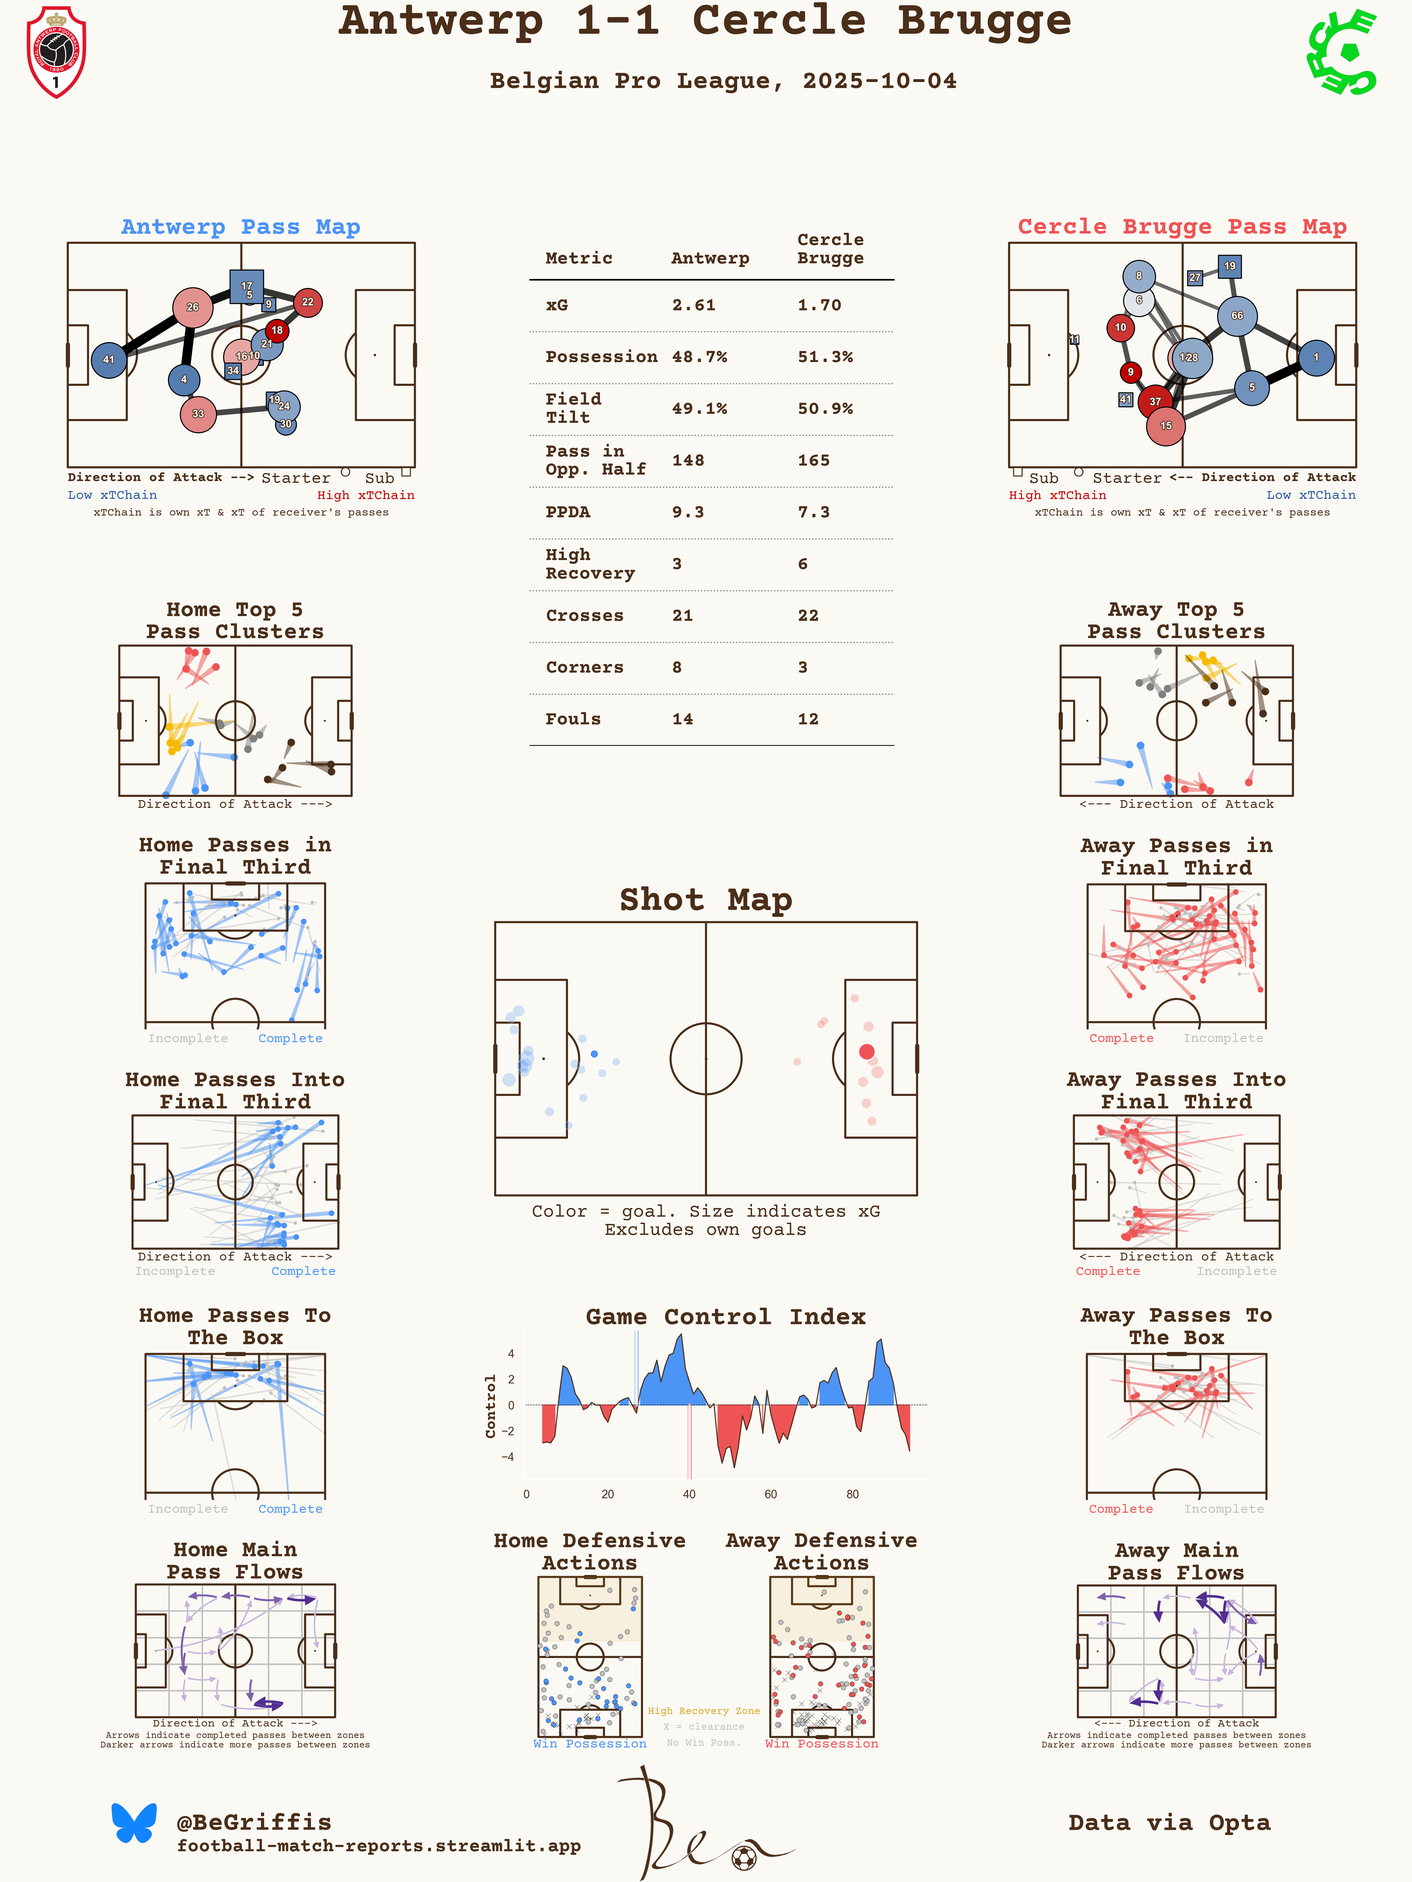 Antwerp 1-1 Cercle Brugge
Belgian Pro League, 2025-10-04
1
Antwerp Pass Map
17
5
9
22
26
18
21
16
10
41
34
4
19
24
33
30
Direction of Attack --> Starter Sub
Low xTChain High xTChain
xTChain is own xT & xT of receiver's passes
Metric Antwerp Cercle Brugge
xG 2.61 1.70
Possession 48.7% 51.3%
Field Tilt 49.1% 50.9%
Pass in Opp. Half 148 165
PPDA 9.3 7.3
High Recovery 3 6
Crosses 21 22
Corners 8 3
Fouls 14 12
CERCLE
Cercle Brugge Pass Map
8
27
19
6
66
10
11
28
1
9
5
41
37
15
Sub Starter <-- Direction of Attack
High xTChain Low xTChain
xTChain is own xT & xT of receiver's passes
Home Top 5
Pass Clusters
Direction of Attack --->
Away Top 5
Pass Clusters
<--- Direction of Attack
Home Passes in
Final Third
Incomplete Complete
Shot Map
Color = goal. Size indicates xG
Excludes own goals
Away Passes in
Final Third
Complete Incomplete
Home Passes Into
Final Third
Direction of Attack --->
Incomplete Complete
Away Passes Into
Final Third
<--- Direction of Attack
Complete Incomplete
Home Passes To
The Box
Incomplete Complete
Game Control Index
Control
4
2
0
−2
−4
0 20 40 60 80
Away Passes To
The Box
Complete Incomplete
Home Main
Pass Flows
Direction of Attack --->
Arrows indicate completed passes between zones
Darker arrows indicate more passes between zones
Home Defensive
Actions
Win Possession
High Recovery Zone
X = clearance
No Win Poss.
Away Defensive
Actions
Win Possession
Away Main
Pass Flows
<--- Direction of Attack
Arrows indicate completed passes between zones
Darker arrows indicate more passes between zones
@BeGriffis
football-match-reports.streamlit.app
Ben
Data via Opta